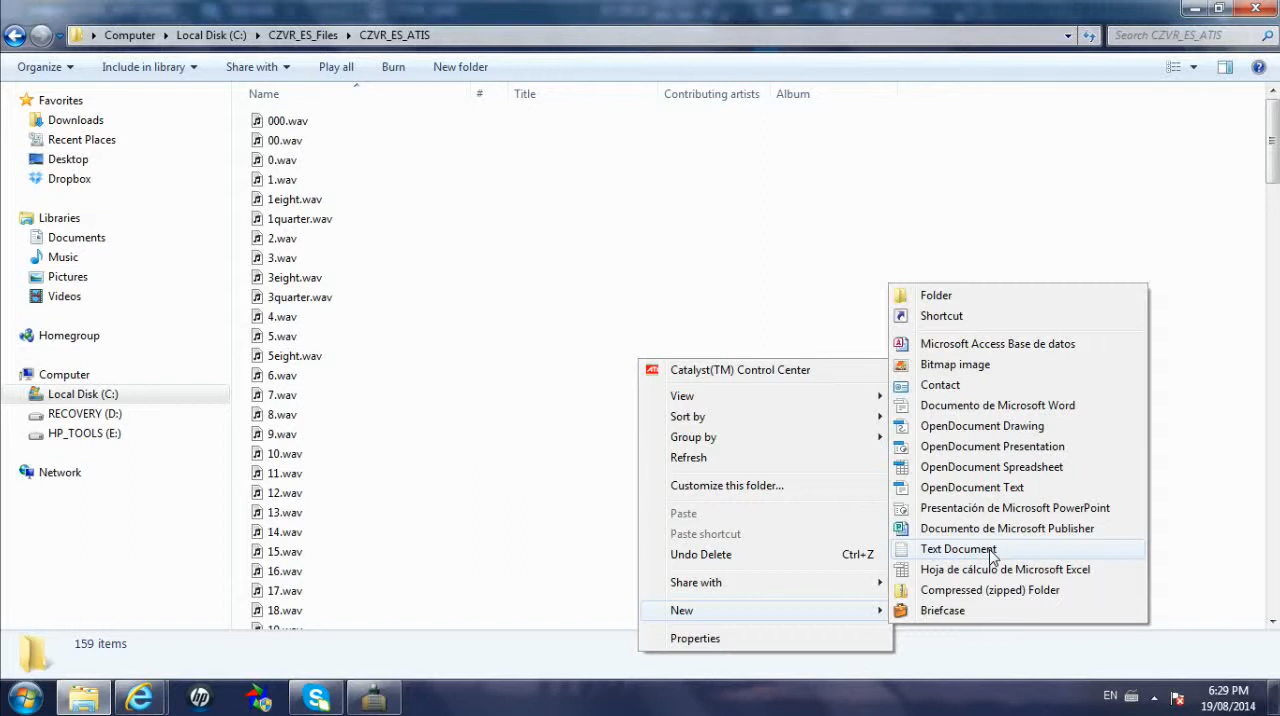 Computer Local Disk (C:) CZVR_ES_Files CZVR_ES_ATIS
Search CZVR_ES_ATIS
Organize Include in library Share with Play all Burn New folder
Favorites
Downloads
Recent Places
Desktop
Dropbox
Libraries
Documents
Music
Pictures
Videos
Homegroup
Computer
Local Disk (C:)
RECOVERY (D:)
HP_TOOLS (E:)
Network
Name # Title Contributing artists Album
000.wav
00.wav
0.wav
1.wav
1eight.wav
1quarter.wav
2.wav
3.wav
3eight.wav
3quarter.wav
4.wav
5.wav
5eight.wav
6.wav
7.wav
8.wav
9.wav
10.wav
11.wav
12.wav
13.wav
14.wav
15.wav
16.wav
17.wav
18.wav
Catalyst(TM) Control Center
View
Sort by
Group by
Refresh
Customize this folder...
Paste
Paste shortcut
Undo Delete Ctrl+Z
Share with
New
Properties
Folder
Shortcut
Microsoft Access Base de datos
Bitmap image
Contact
Documento de Microsoft Word
OpenDocument Drawing
OpenDocument Presentation
OpenDocument Spreadsheet
OpenDocument Text
Presentación de Microsoft PowerPoint
Documento de Microsoft Publisher
Text Document
Hoja de cálculo de Microsoft Excel
Compressed (zipped) Folder
Briefcase
159 items
hp
EN
6:29 PM
19/08/2014